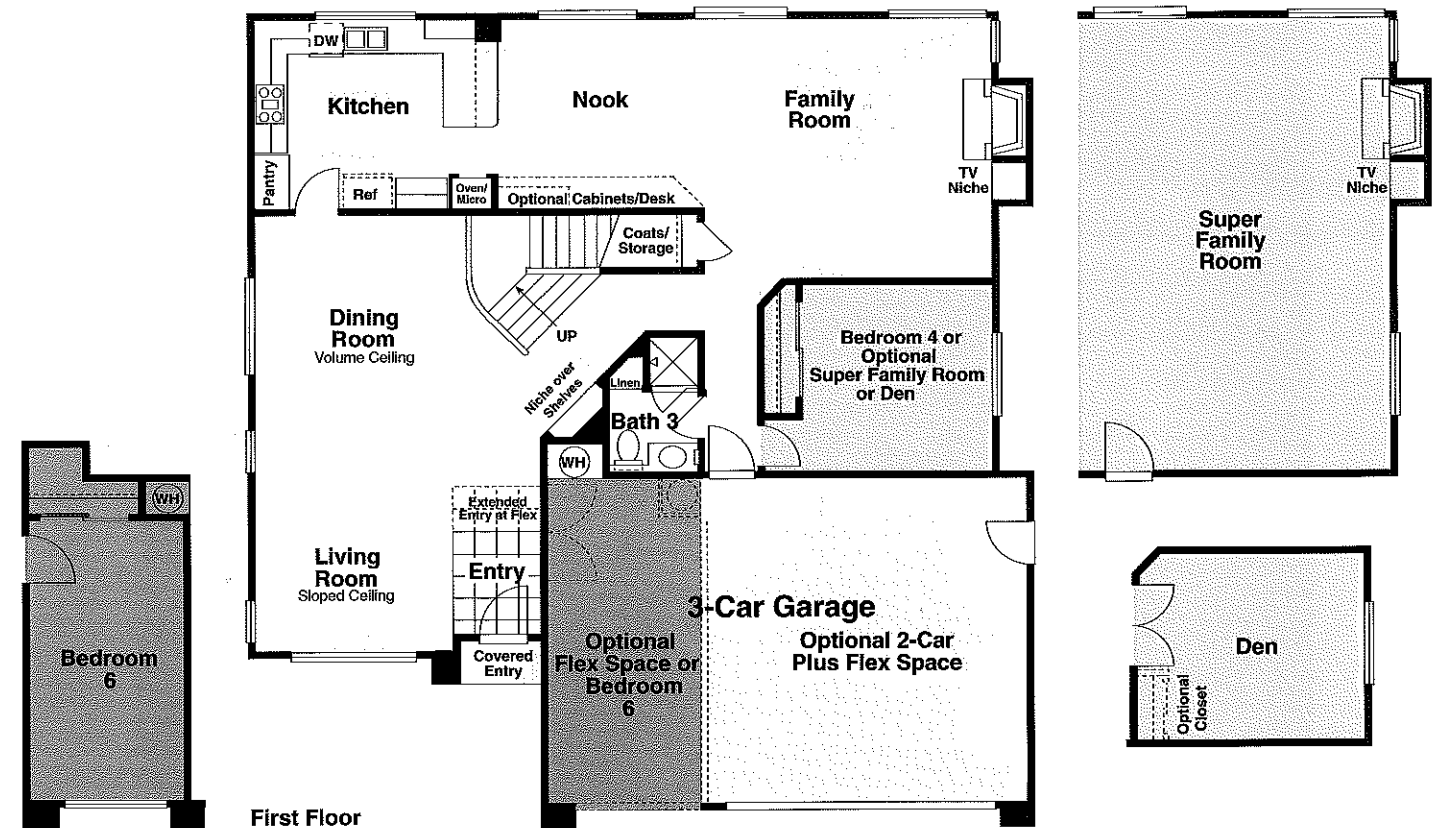 DW
Kitchen
Nook
Family
Room
Pantry
Ref
Oven/
Micro
Optional Cabinets/Desk
TV
Niche
Coats/
Storage
UP
Dining
Room
Volume Ceiling
Niche over
Shelves
Linen
Bath 3
WH
Bedroom 4 or
Optional
Super Family Room
or Den
Extended
Entry at Flex
Entry
Living
Room
Sloped Ceiling
Covered
Entry
3-Car Garage
Optional
Flex Space or
Bedroom
6
Optional 2-Car
Plus Flex Space
First Floor
WH
Bedroom
6
TV
Niche
Super
Family
Room
Den
Optional
Closet